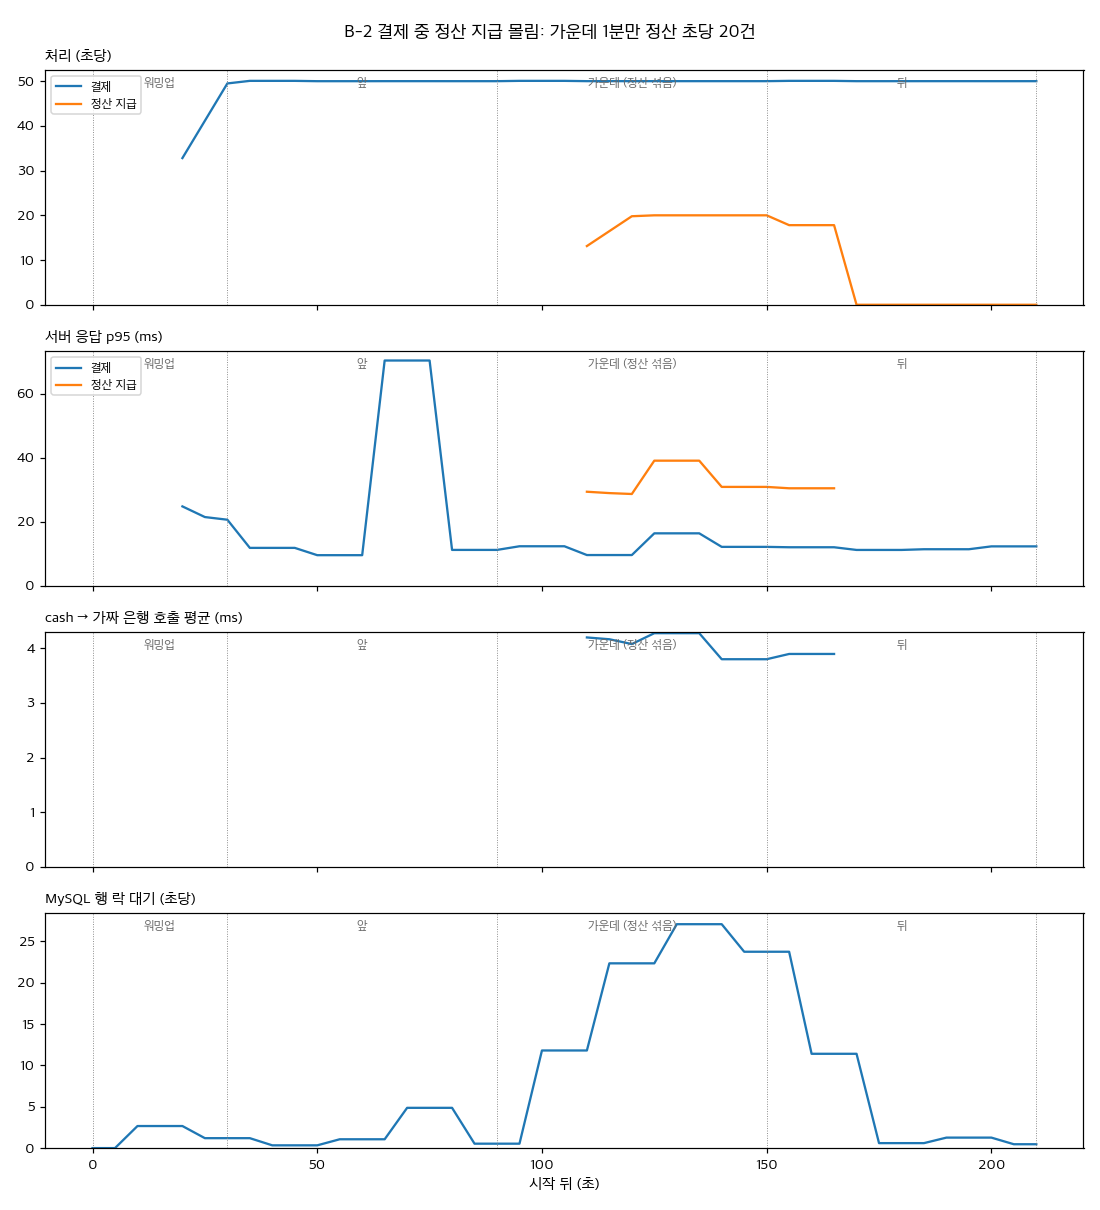 B-2 결제 중 정산 지급 몰림: 가운데 1분만 정산 초당 20건
처리 (초당)
워밍업 앞 가운데 (정산 섞임) 뒤
결제
정산 지급
50
40
30
20
10
0
서버 응답 p95 (ms)
워밍업 앞 가운데 (정산 섞임) 뒤
결제
정산 지급
60
40
20
0
cash → 가짜 은행 호출 평균 (ms)
워밍업 앞 가운데 (정산 섞임) 뒤
4
3
2
1
0
MySQL 행 락 대기 (초당)
워밍업 앞 가운데 (정산 섞임) 뒤
25
20
15
10
5
0
0 50 100 150 200
시작 뒤 (초)